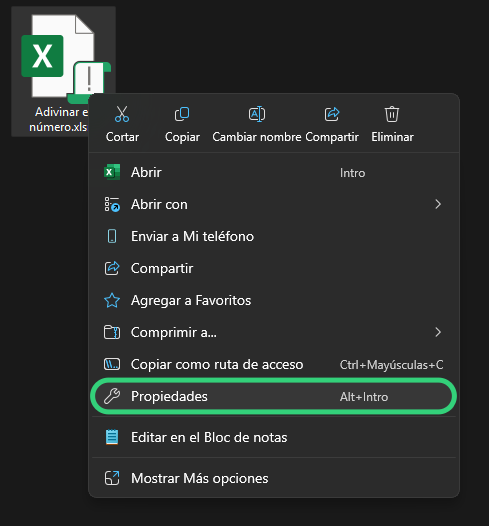 X
Adivinar e
número.xls
Cortar Copiar Cambiar nombre Compartir Eliminar
Abrir Intro
Abrir con
Enviar a Mi teléfono
Compartir
Agregar a Favoritos
Comprimir a...
Copiar como ruta de acceso Ctrl+Mayúsculas+C
Propiedades Alt+Intro
Editar en el Bloc de notas
Mostrar Más opciones